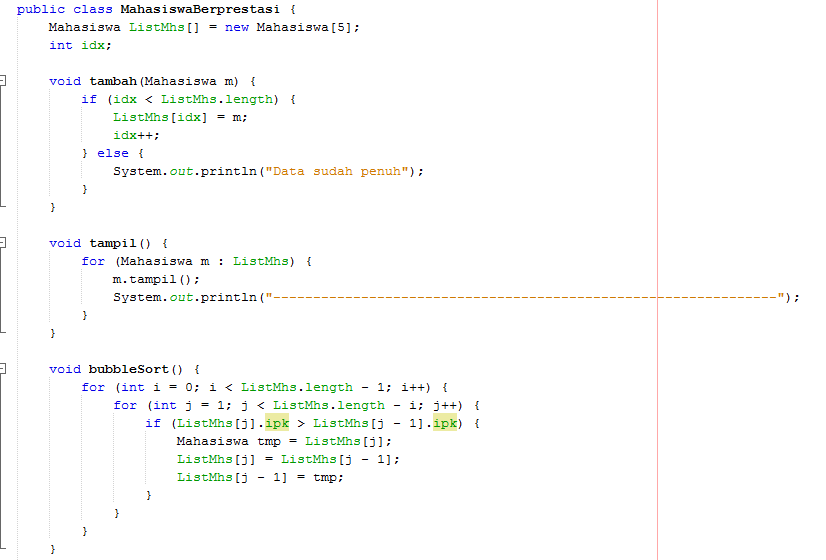 public class MahasiswaBerprestasi {
    Mahasiswa ListMhs[] = new Mahasiswa[5];
    int idx;

    void tambah(Mahasiswa m) {
        if (idx < ListMhs.length) {
            ListMhs[idx] = m;
            idx++;
        } else {
            System.out.println("Data sudah penuh");
        }
    }

    void tampil() {
        for (Mahasiswa m : ListMhs) {
            m.tampil();
            System.out.println("---------------------------------------------------------------");
        }
    }

    void bubbleSort() {
        for (int i = 0; i < ListMhs.length - 1; i++) {
            for (int j = 1; j < ListMhs.length - i; j++) {
                if (ListMhs[j].ipk > ListMhs[j - 1].ipk) {
                    Mahasiswa tmp = ListMhs[j];
                    ListMhs[j] = ListMhs[j - 1];
                    ListMhs[j - 1] = tmp;
                }
            }
        }
    }